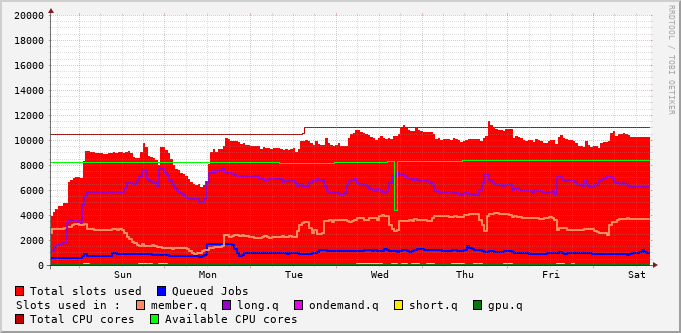 20000
18000
16000
14000
12000
10000
8000
6000
4000
2000
0
Sun Mon Tue Wed Thu Fri Sat
RRDTOOL / TOBI OETIKER
Total slots used Queued Jobs
Slots used in : member.q long.q ondemand.q short.q gpu.q
Total CPU cores Available CPU cores